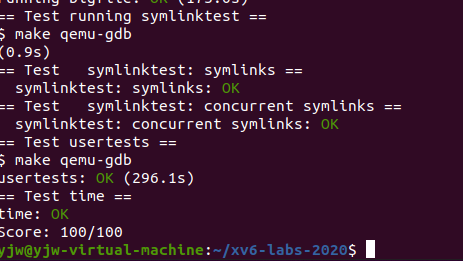 running bigfile: OK (175.0s)
== Test running symlinktest ==
$ make qemu-gdb
(0.9s)
== Test   symlinktest: symlinks ==
  symlinktest: symlinks: OK
== Test   symlinktest: concurrent symlinks ==
  symlinktest: concurrent symlinks: OK
== Test usertests ==
$ make qemu-gdb
usertests: OK (296.1s)
== Test time ==
time: OK
Score: 100/100
yjw@yjw-virtual-machine:~/xv6-labs-2020$